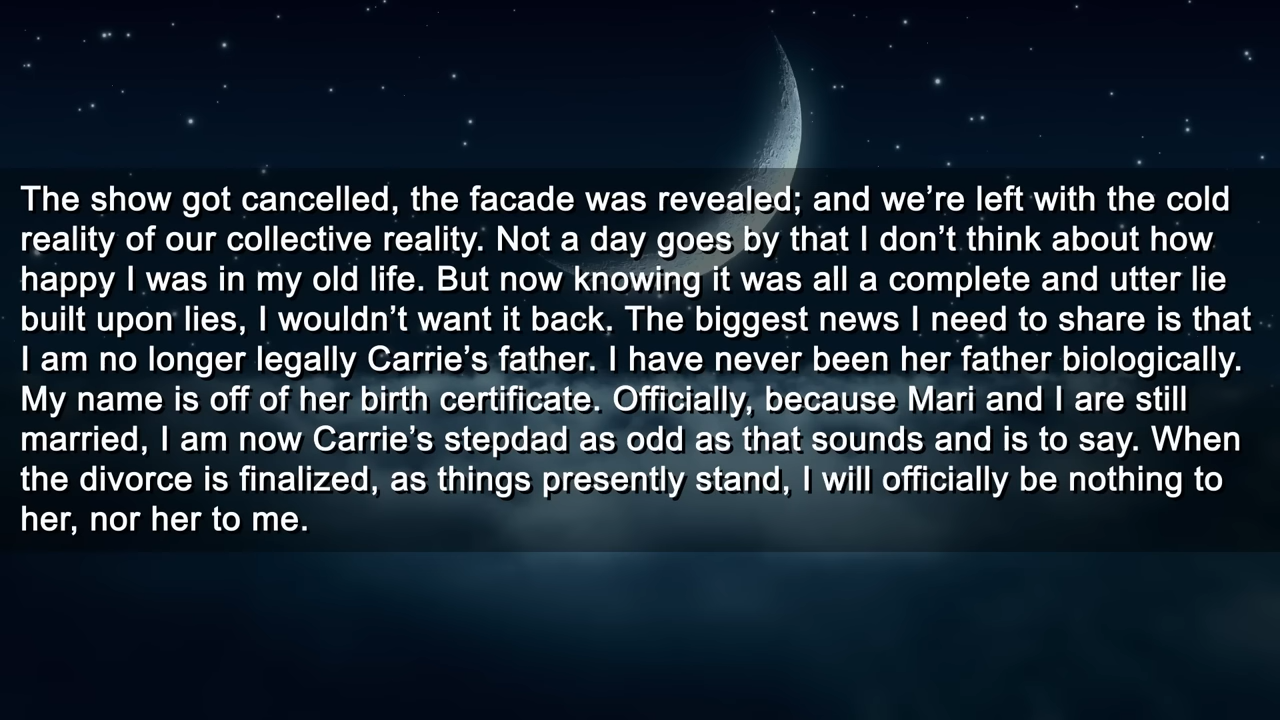 The show got cancelled, the facade was revealed; and we’re left with the cold
reality of our collective reality. Not a day goes by that I don’t think about how
happy I was in my old life. But now knowing it was all a complete and utter lie
built upon lies, I wouldn’t want it back. The biggest news I need to share is that
I am no longer legally Carrie’s father. I have never been her father biologically.
My name is off of her birth certificate. Officially, because Mari and I are still
married, I am now Carrie’s stepdad as odd as that sounds and is to say. When
the divorce is finalized, as things presently stand, I will officially be nothing to
her, nor her to me.